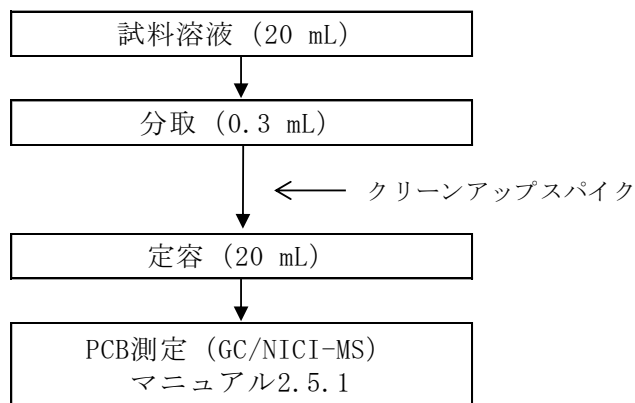 試料溶液 (20 mL)
分取 (0.3 mL)
クリーンアップスパイク
定容 (20 mL)
PCB測定 (GC/NICI-MS)
マニュアル2.5.1